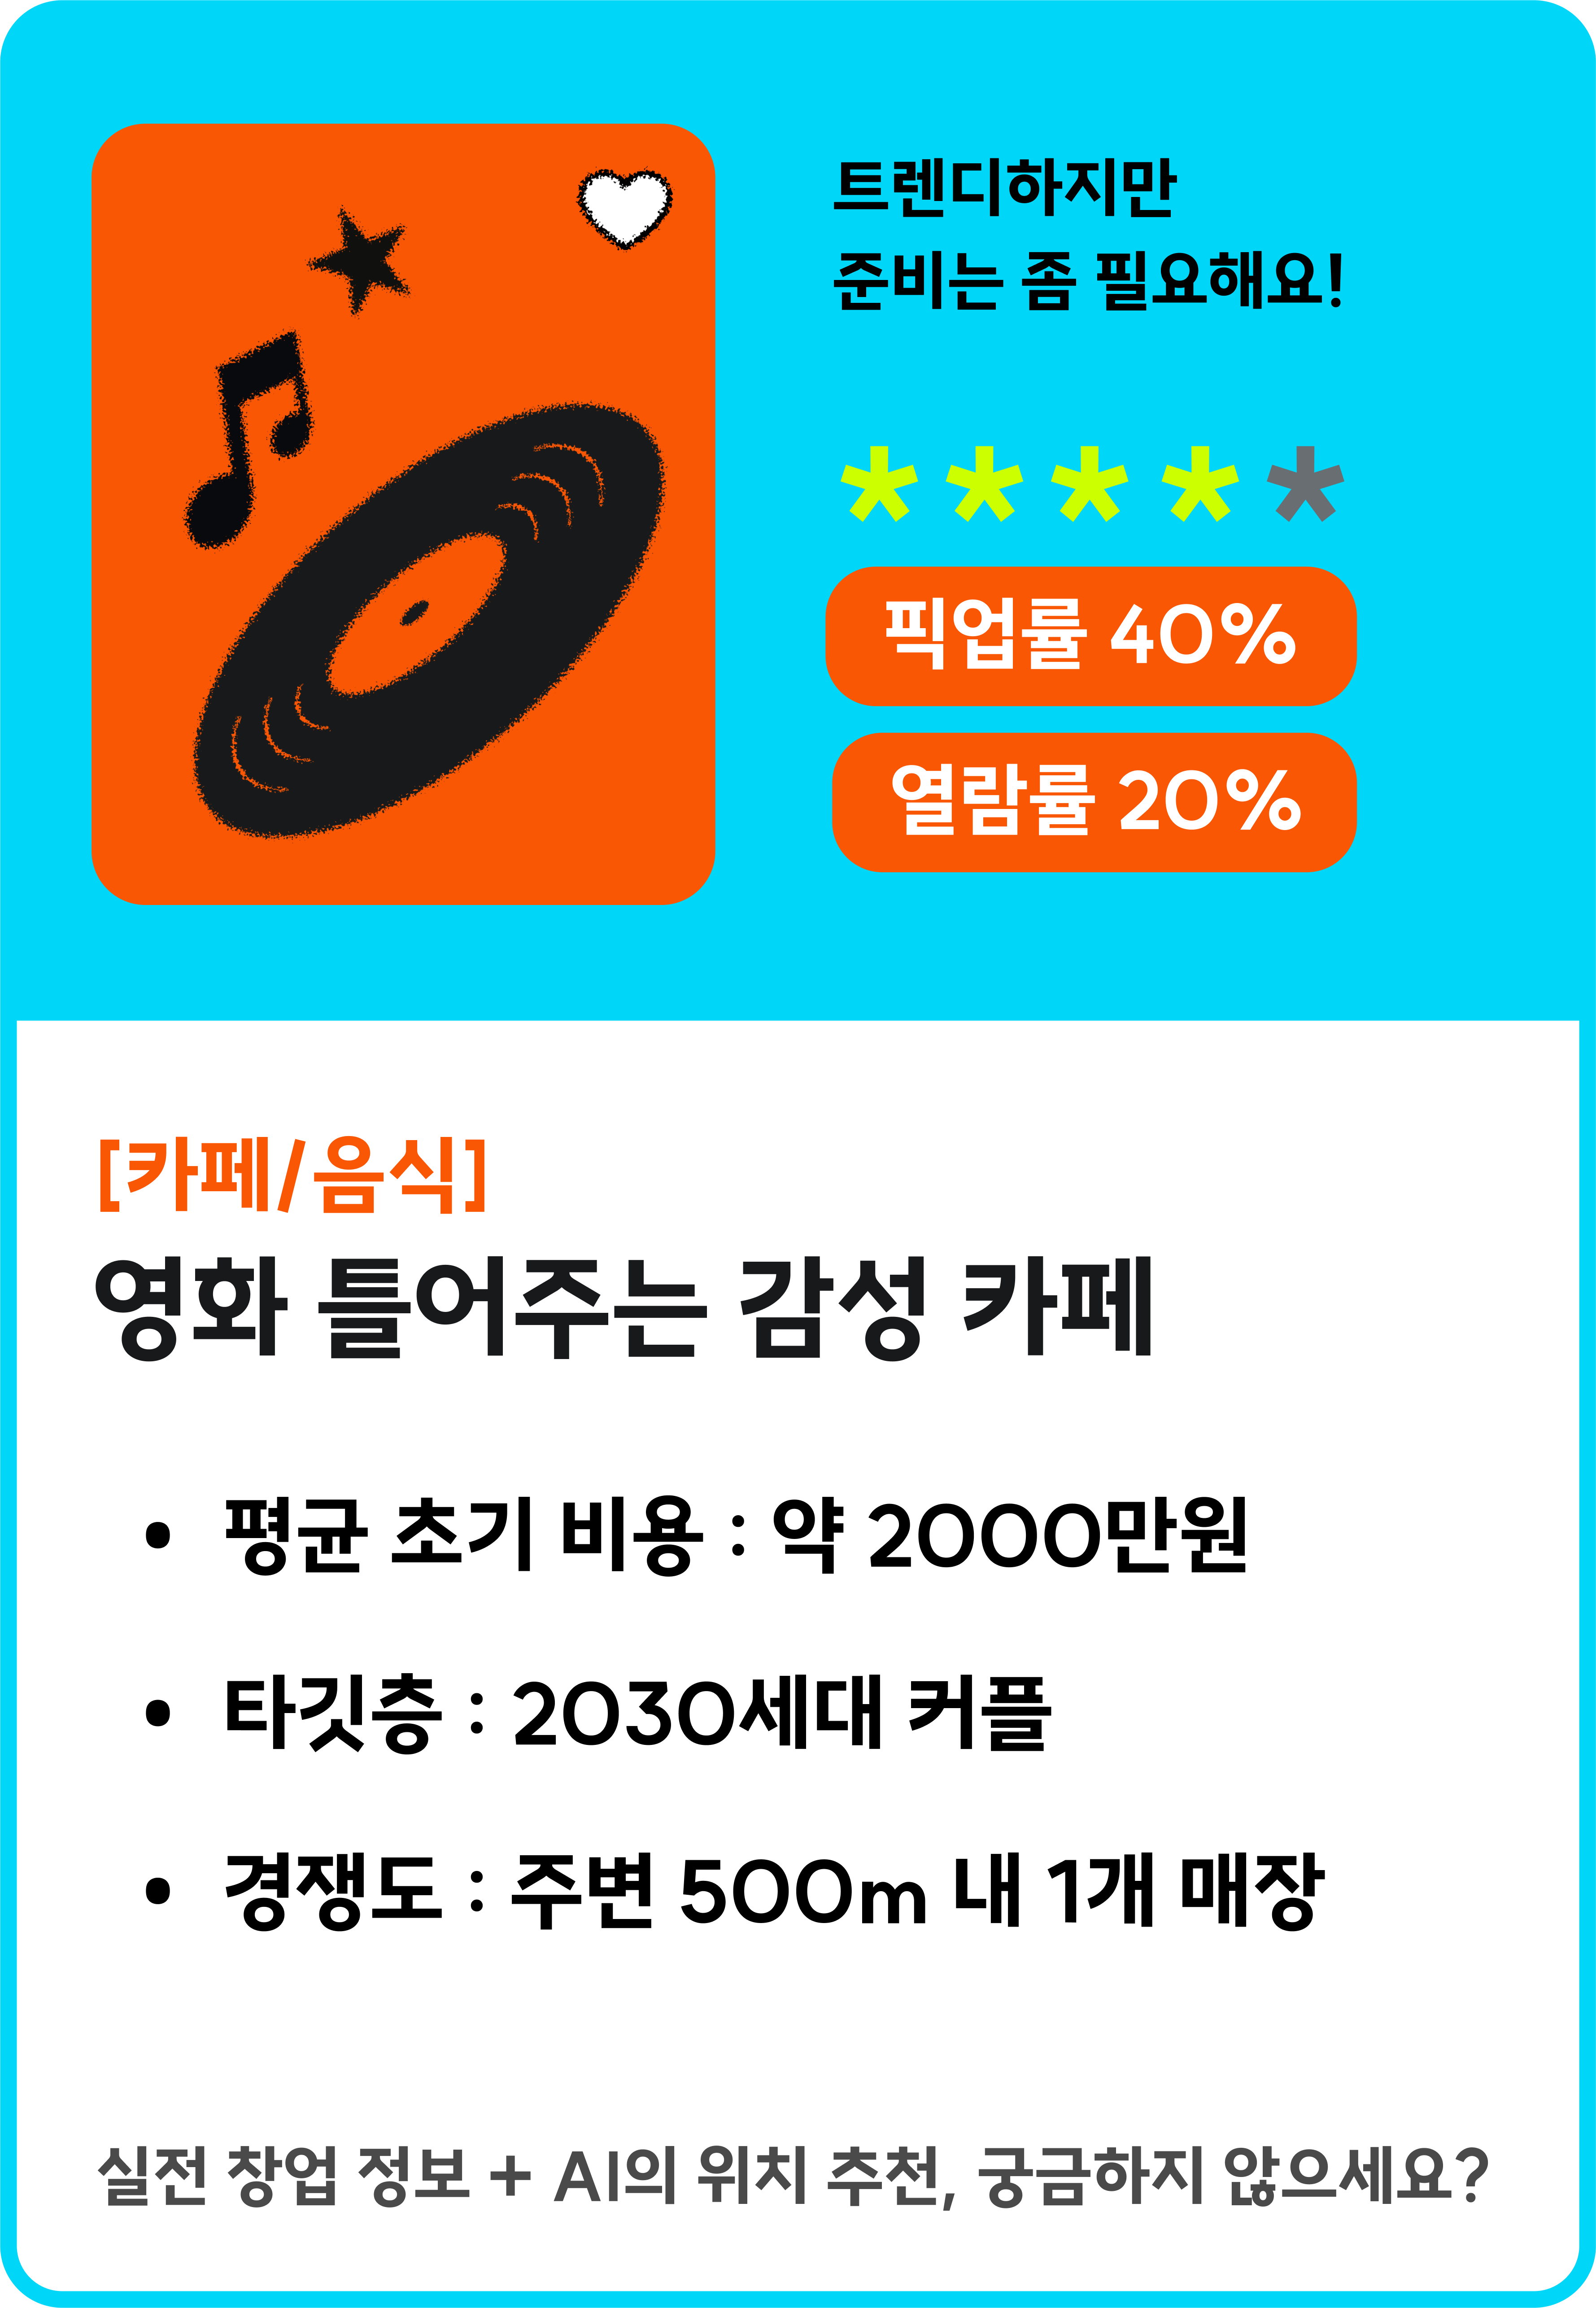 트렌디하지만
준비는 좀 필요해요!
*****
픽업률 40%
열람률 20%
[카페/음식]
영화 틀어주는 감성 카페
• 평균 초기 비용 : 약 2000만원
• 타깃층 : 2030세대 커플
• 경쟁도 : 주변 500m 내 1개 매장
실전 창업 정보 + AI의 위치 추천, 궁금하지 않으세요?